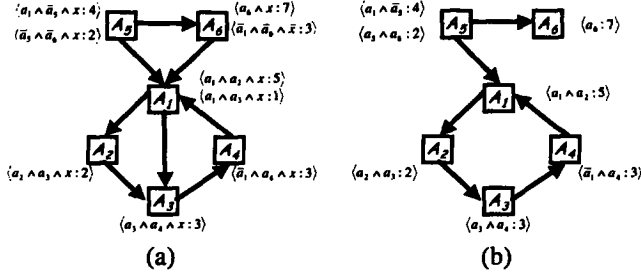 ⟨a₁ ∧ ā₅ ∧ x : 4⟩
⟨ā₅ ∧ ā₆ ∧ x : 2⟩
A₅
A₆
⟨a₆ ∧ x : 7⟩
⟨ā₁ ∧ ā₆ ∧ x̄ : 3⟩
A₁
⟨a₁ ∧ a₂ ∧ x : 5⟩
⟨a₁ ∧ a₃ ∧ x : 1⟩
A₂
A₄
⟨a₂ ∧ a₃ ∧ x : 2⟩
⟨ā₁ ∧ a₄ ∧ x : 3⟩
A₃
⟨a₃ ∧ a₄ ∧ x : 3⟩
(a)
⟨a₁ ∧ ā₅ : 4⟩
⟨a₅ ∧ a₆ : 2⟩
A₅
A₆
⟨a₆ : 7⟩
A₁
⟨a₁ ∧ a₂ : 5⟩
A₂
A₄
⟨a₂ ∧ a₃ : 2⟩
⟨ā₁ ∧ a₄ : 3⟩
A₃
⟨a₃ ∧ a₄ : 3⟩
(b)